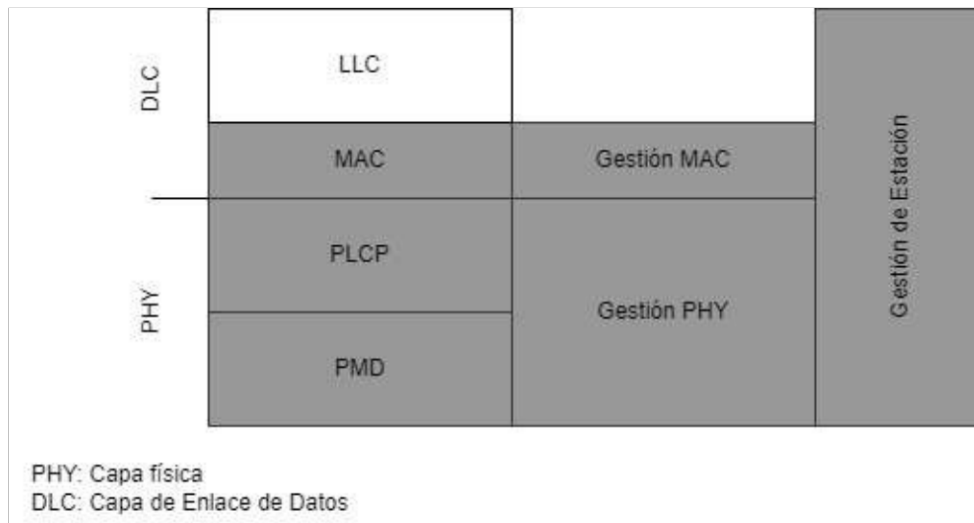 DLC
LLC
MAC
Gestión MAC
PHY
PLCP
PMD
Gestión PHY
Gestión de Estación
PHY: Capa física
DLC: Capa de Enlace de Datos